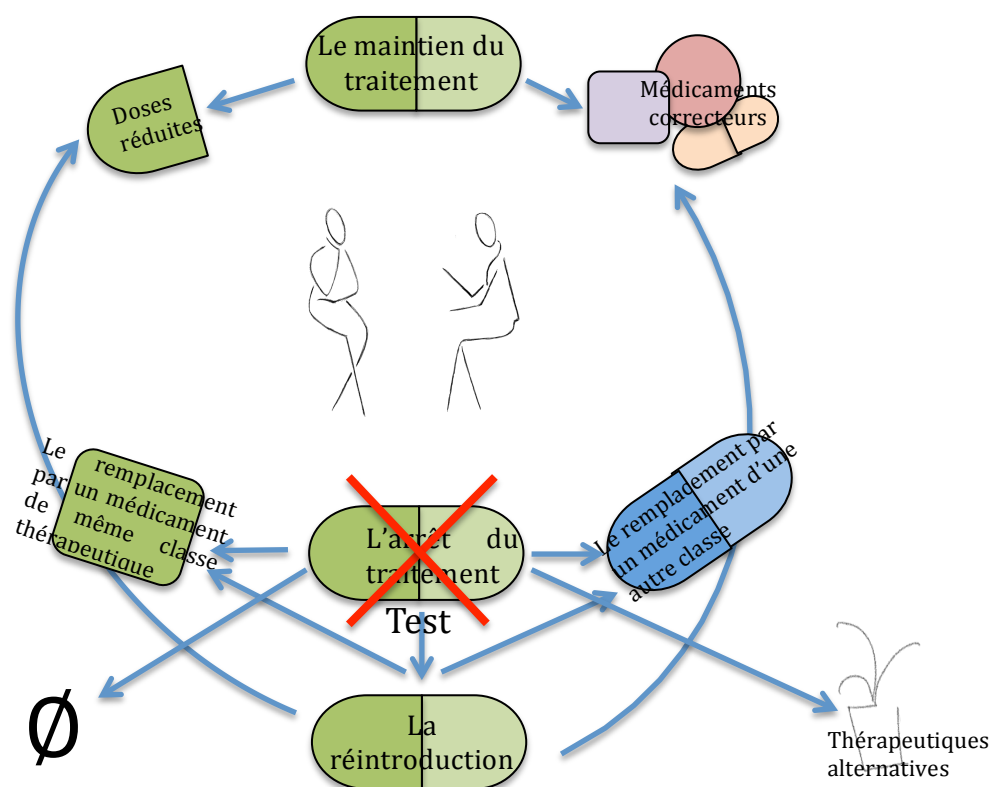 Le maintien du
traitement
Doses
réduites
Médicaments
correcteurs
Le remplacement
par un médicament
de même classe
thérapeutique
L'arrêt du
traitement
Le remplacement par
un médicament d'une
autre classe
Test
Ø
La
réintroduction
Thérapeutiques
alternatives